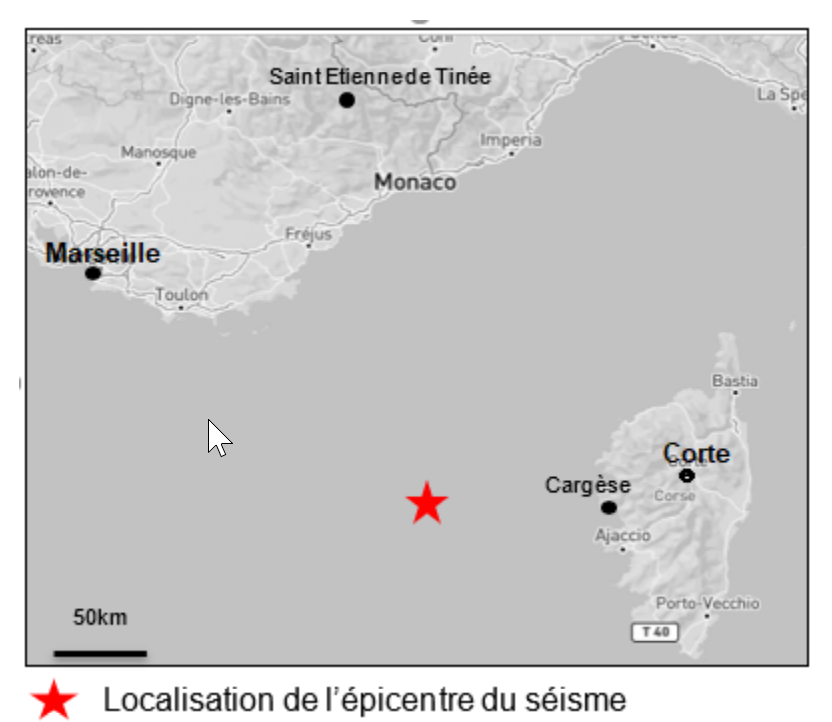 Saint Etienne de Tinée
Digne-les-Bains
La Spe
Imperia
Manosque
alon-de-
rovence
Monaco
Fréjus
Marseille
Toulon
Bastia
Corte
Cargèse
Corse
Ajaccio
Porto-Vecchio
50km
T 40
Localisation de l'épicentre du séisme